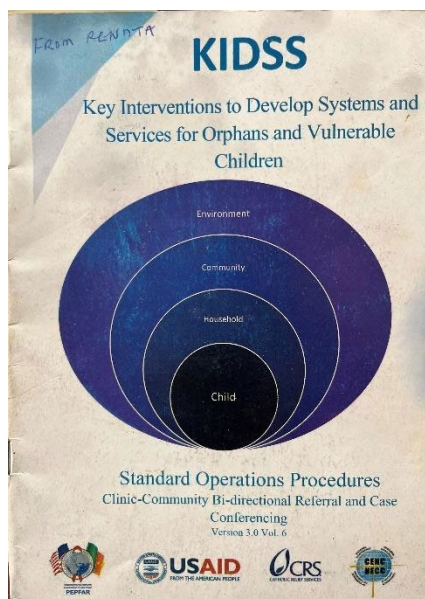 FROM RENATA
KIDSS
Key Interventions to Develop Systems and
Services for Orphans and Vulnerable
Children
Environment
Community
Household
Child
Standard Operations Procedures
Clinic-Community Bi-directional Referral and Case
Conferencing
Version 3.0 Vol. 6
PEPFAR
USAID
FROM THE AMERICAN PEOPLE
CRS
CATHOLIC RELIEF SERVICES
CENC
NECC